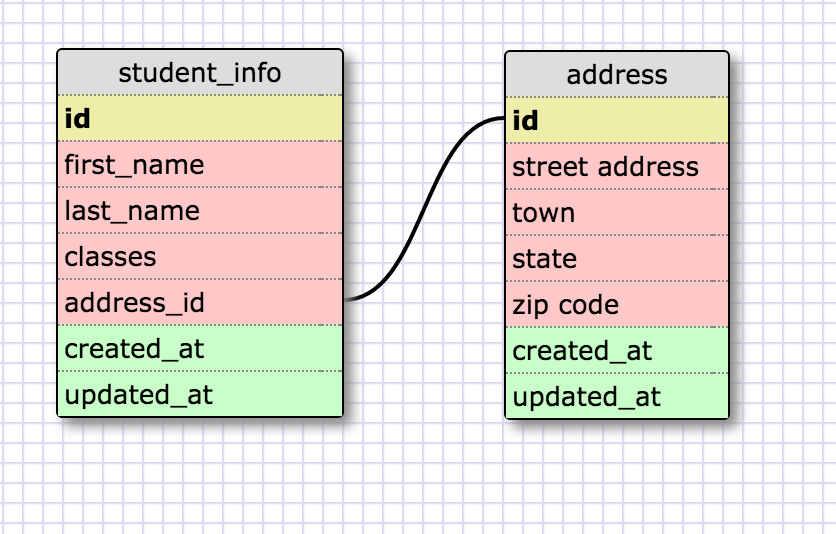 student_info
id
first_name
last_name
classes
address_id
created_at
updated_at
address
id
street address
town
state
zip code
created_at
updated_at